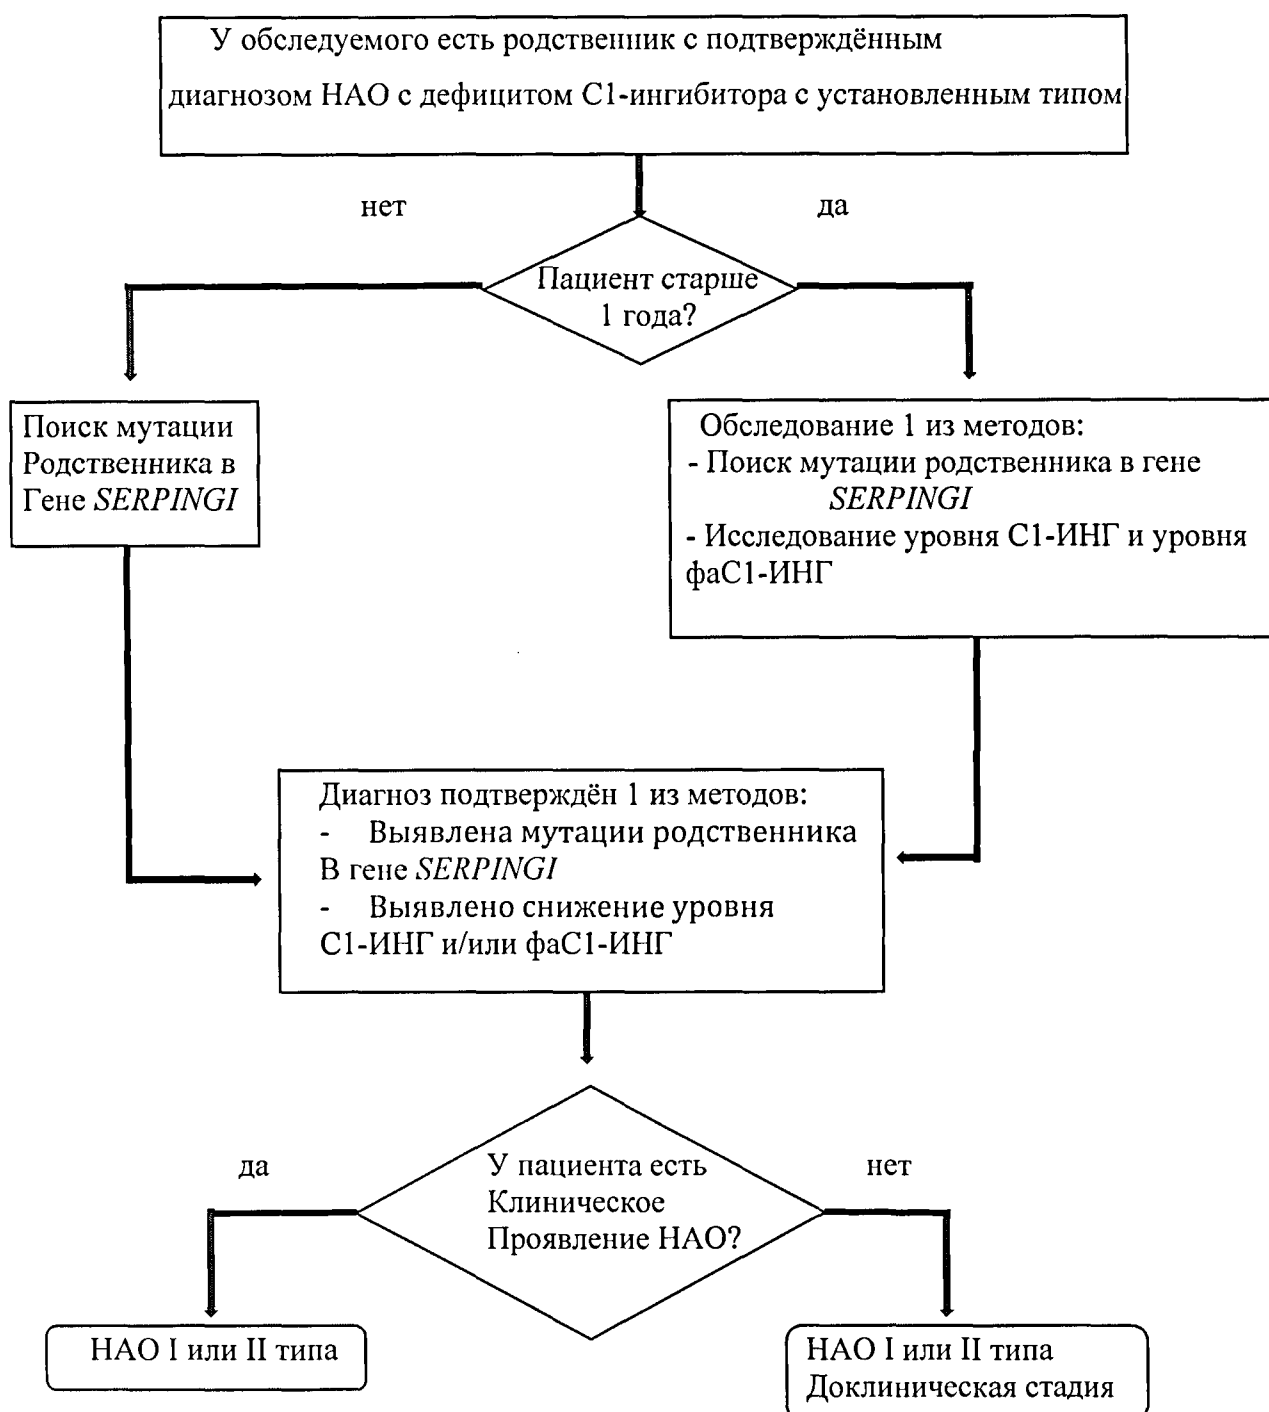 У обследуемого есть родственник с подтверждённым
диагнозом НАО с дефицитом С1-ингибитора с установленным типом
нет
да
Пациент старше
1 года?
Поиск мутации
Родственника в
Гене SERPINGI
Обследование 1 из методов:
- Поиск мутации родственника в гене
SERPINGI
- Исследование уровня С1-ИНГ и уровня
фаС1-ИНГ
Диагноз подтверждён 1 из методов:
- Выявлена мутации родственника
В гене SERPINGI
- Выявлено снижение уровня
С1-ИНГ и/или фаС1-ИНГ
да
нет
У пациента есть
Клиническое
Проявление НАО?
НАО I или II типа
НАО I или II типа
Доклиническая стадия